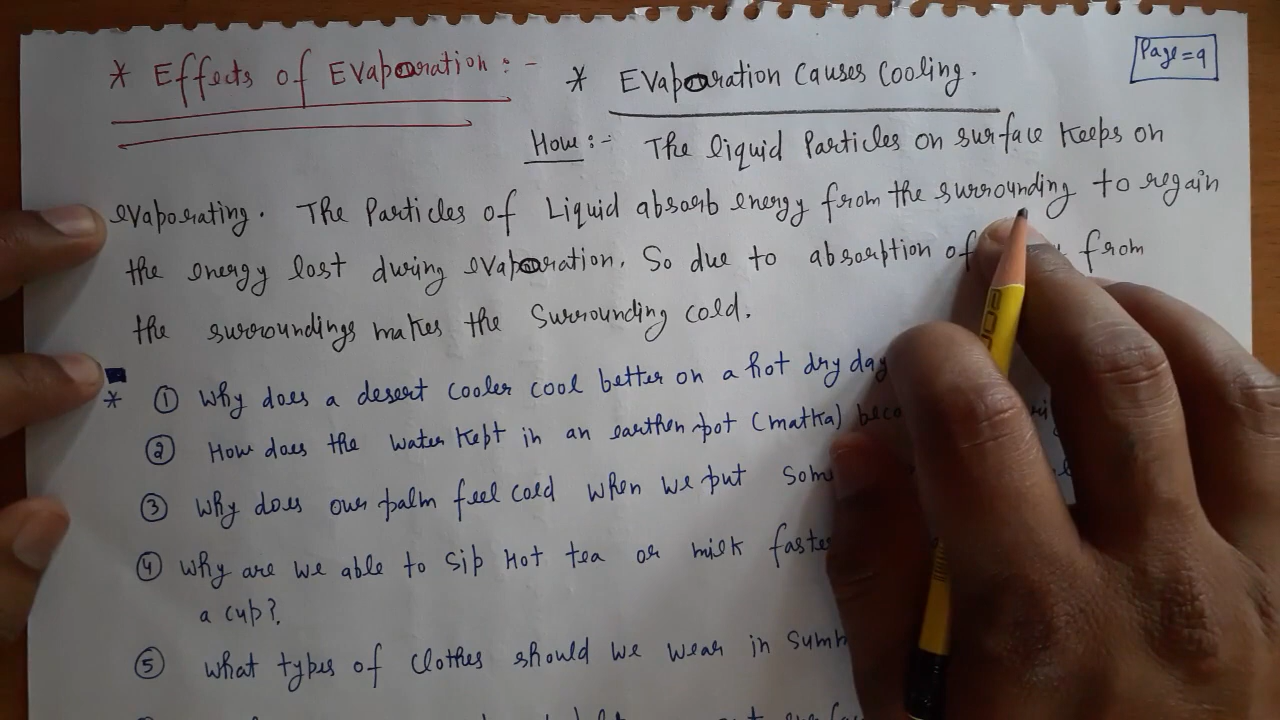 * Effects of Evaporation :-
* Evaporation causes cooling.
Page = 9
How :- The liquid Particles on surface keeps on
evaporating. The Particles of Liquid absorb energy from the surrounding to regain
the energy lost during evaporation. So due to absorption of from
the surroundings makes the Surrounding cold.
* ① Why does a desert cooler cool better on a hot dry day
② How does the water kept in an earthen pot (matka)
③ Why does our palm feel cold when we put
④ Why are we able to sip Hot tea or milk
a cup?
⑤ What types of clothes should we wear in